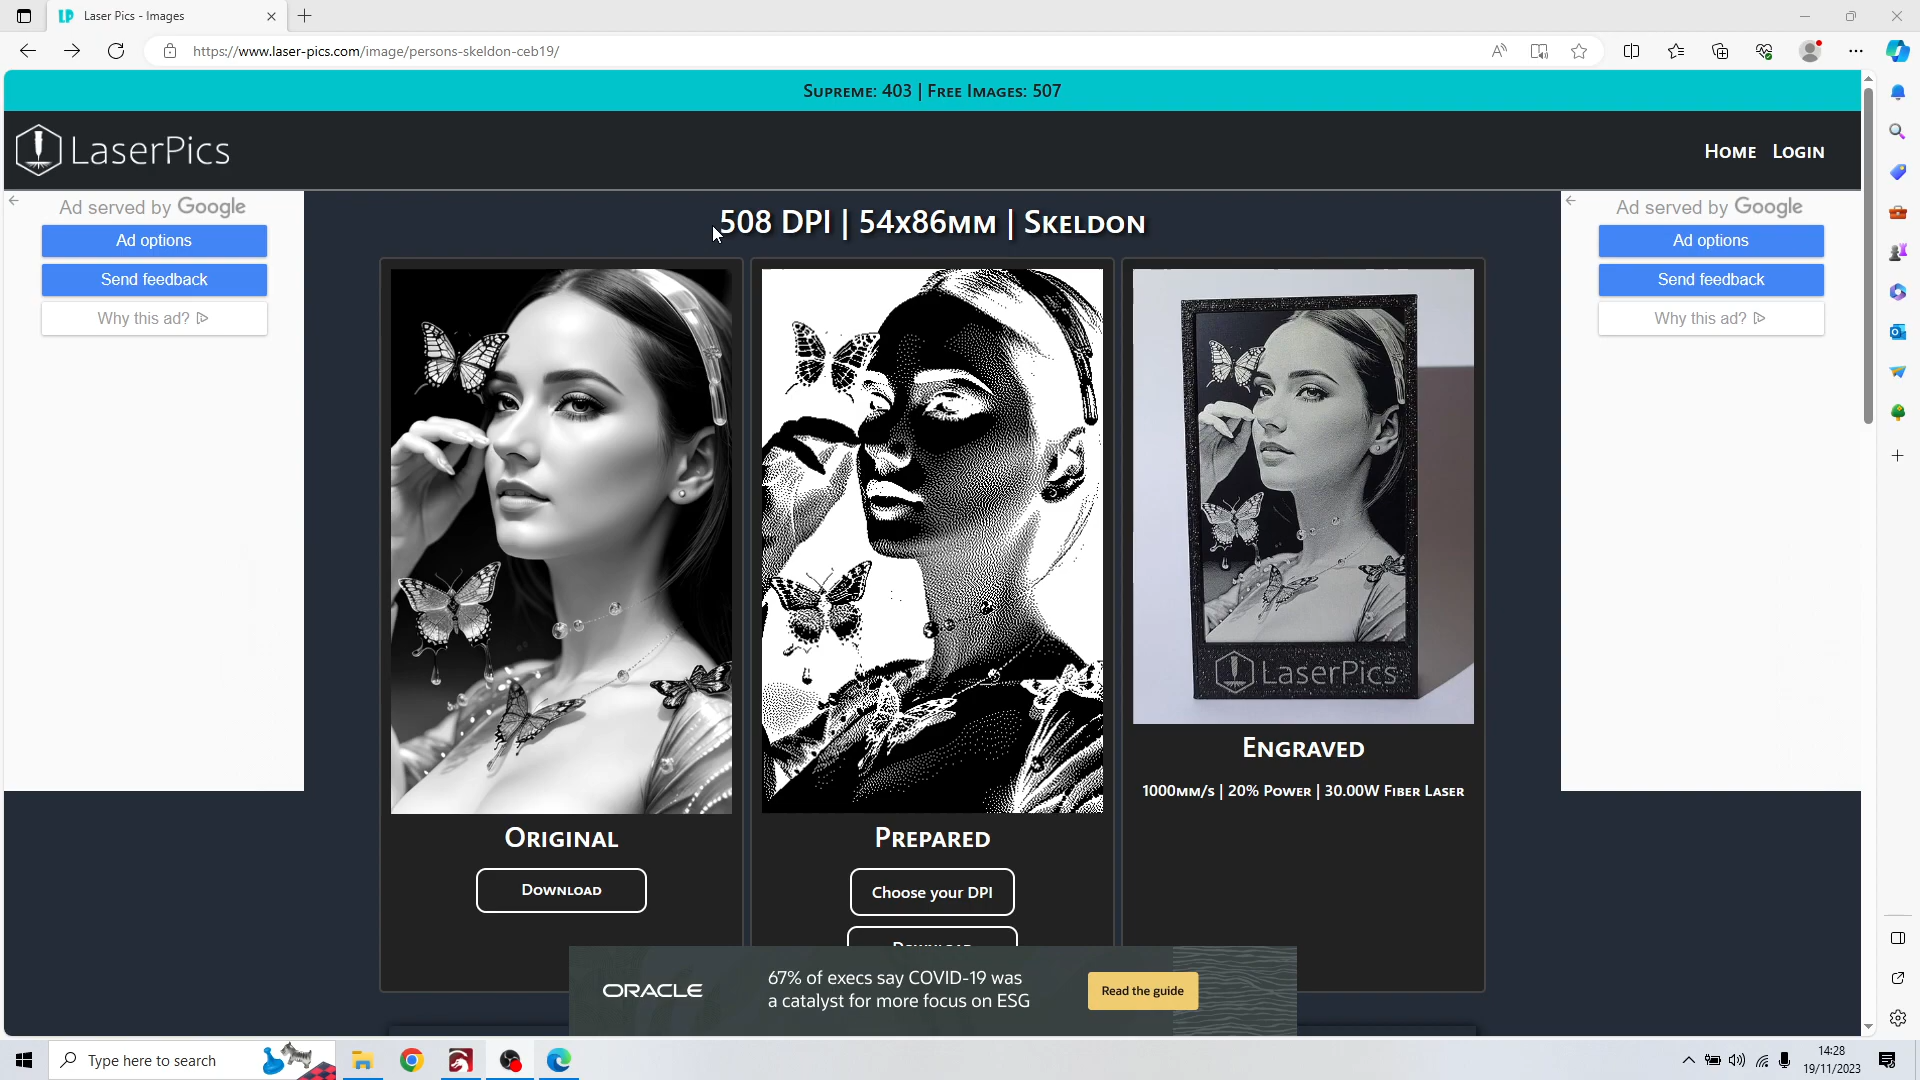 Laser Pics - Images
https://www.laser-pics.com/image/persons-skeldon-ceb19/
Supreme: 403 | Free Images: 507
LaserPics
Home Login
Ad served by Google
Ad options
Send feedback
Why this ad?
508 DPI | 54x86mm | Skeldon
Ad served by Google
Ad options
Send feedback
Why this ad?
LaserPics
Original
Download
Prepared
Choose your DPI
Download
Engraved
1000mm/s | 20% Power | 30.00W Fiber Laser
ORACLE
67% of execs say COVID-19 was
a catalyst for more focus on ESG
Read the guide
Type here to search
14:28
19/11/2023